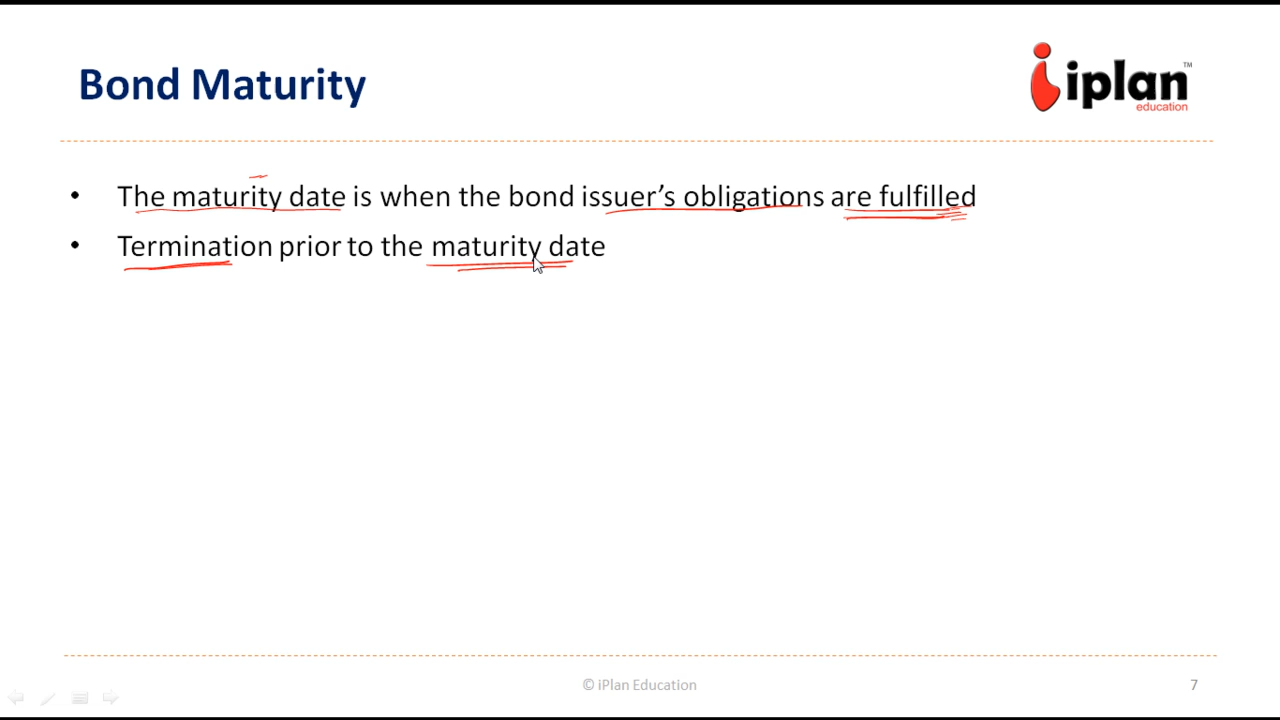 Bond Maturity
iplan™
education
• The maturity date is when the bond issuer’s obligations are fulfilled
• Termination prior to the maturity date
© iPlan Education
7